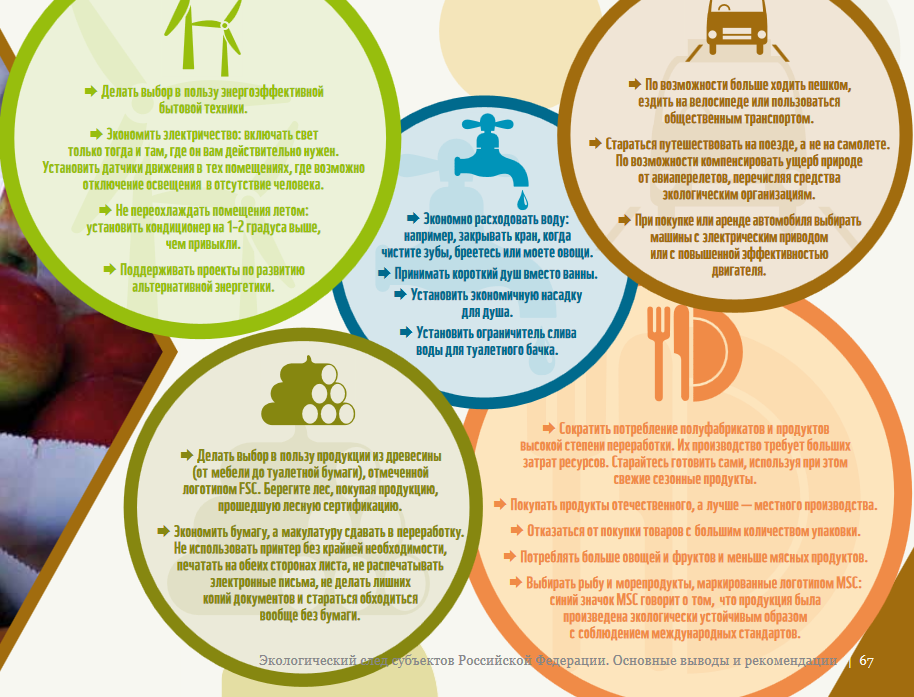 ➡ Делать выбор в пользу энергоэффективной
бытовой техники.
➡ Экономить электричество: включать свет
только тогда и там, где он вам действительно нужен.
Установить датчики движения в тех помещениях, где возможно
отключение освещения в отсутствие человека.
➡ Не переохлаждать помещения летом:
установить кондиционер на 1–2 градуса выше,
чем привыкли.
➡ Поддерживать проекты по развитию
альтернативной энергетики.
➡ Экономно расходовать воду:
например, закрывать кран, когда
чистите зубы, бреетесь или моете овощи.
➡ Принимать короткий душ вместо ванны.
➡ Установить экономичную насадку
для душа.
➡ Установить ограничитель слива
воды для туалетного бачка.
➡ По возможности больше ходить пешком,
ездить на велосипеде или пользоваться
общественным транспортом.
➡ Стараться путешествовать на поезде, а не на самолете.
По возможности компенсировать ущерб природе
от авиаперелетов, перечисляя средства
экологическим организациям.
➡ При покупке или аренде автомобиля выбирать
машины с электрическим приводом
или с повышенной эффективностью
двигателя.
➡ Делать выбор в пользу продукции из древесины
(от мебели до туалетной бумаги), отмеченной
логотипом FSC. Берегите лес, покупая продукцию,
прошедшую лесную сертификацию.
➡ Экономить бумагу, а макулатуру сдавать в переработку.
Не использовать принтер без крайней необходимости,
печатать на обеих сторонах листа, не распечатывать
электронные письма, не делать лишних
копий документов и стараться обходиться
вообще без бумаги.
➡ Сократить потребление полуфабрикатов и продуктов
высокой степени переработки. Их производство требует больших
затрат ресурсов. Старайтесь готовить сами, используя при этом
свежие сезонные продукты.
➡ Покупать продукты отечественного, а лучше — местного производства.
➡ Отказаться от покупки товаров с большим количеством упаковки.
➡ Потреблять больше овощей и фруктов и меньше мясных продуктов.
➡ Выбирать рыбу и морепродукты, маркированные логотипом MSC:
синий значок MSC говорит о том, что продукция была
произведена экологически устойчивым образом
с соблюдением международных стандартов.
Экологический след субъектов Российской Федерации. Основные выводы и рекомендации | 67